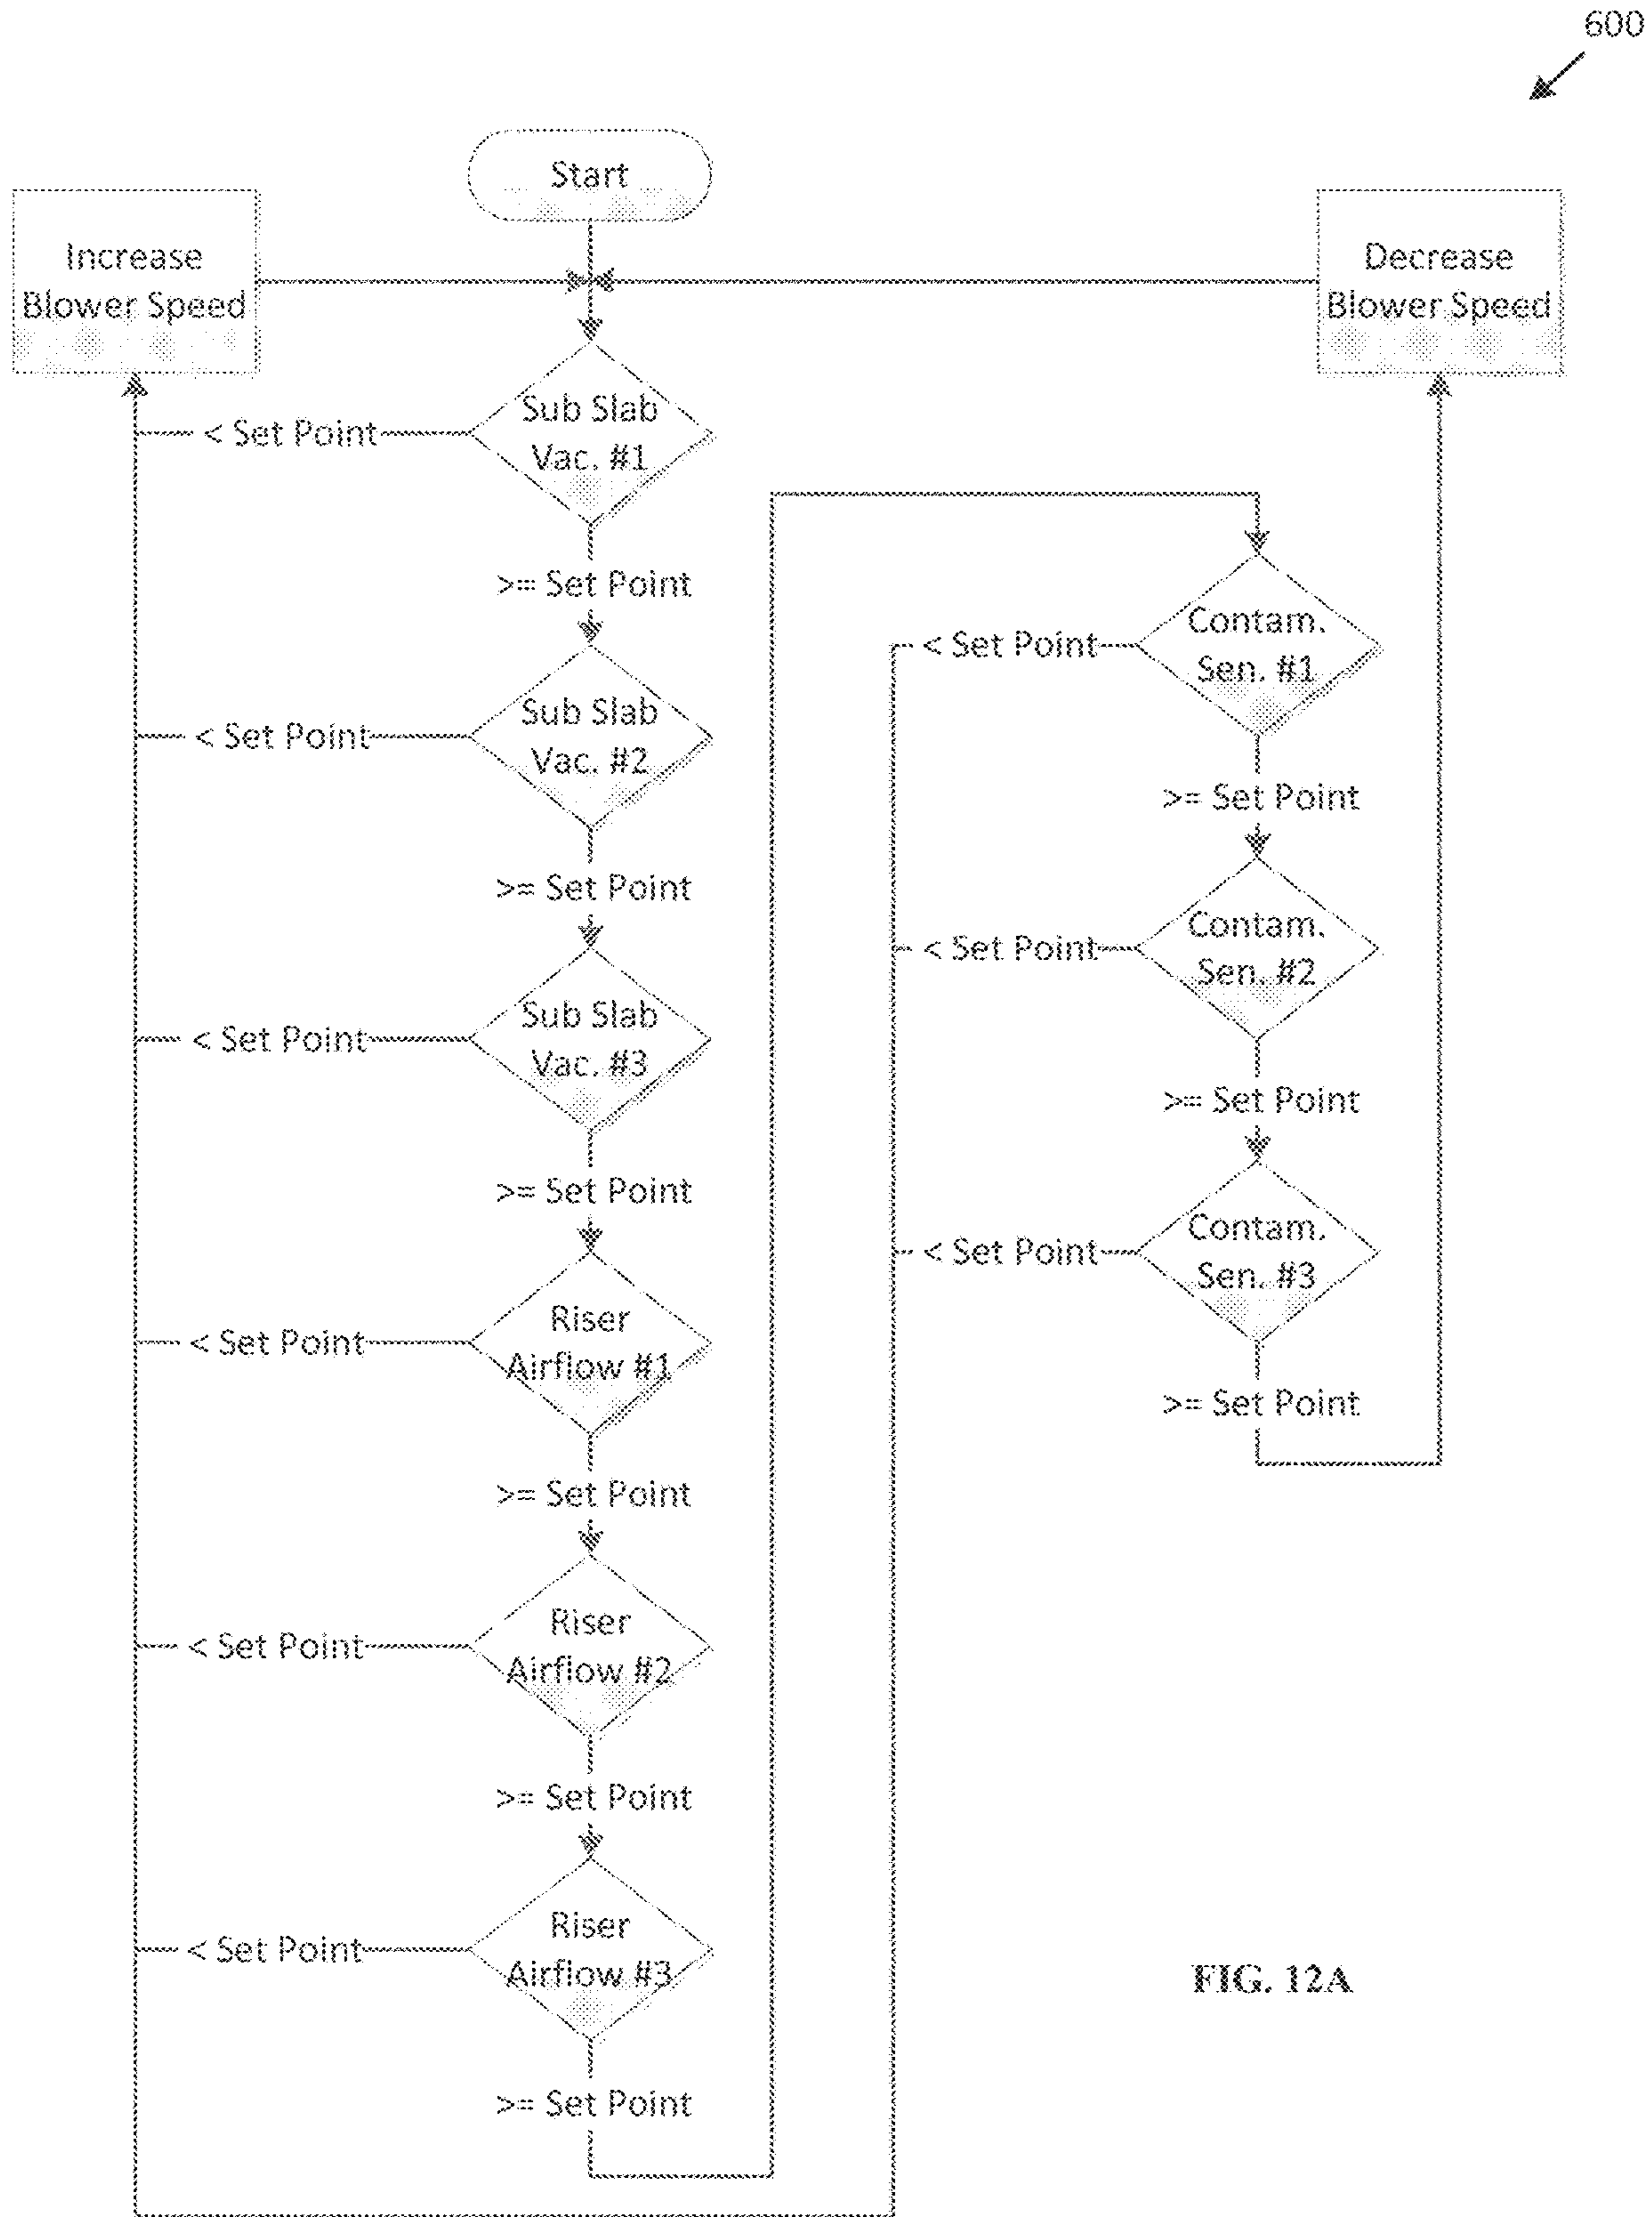 600
Start
Increase
Blower Speed
Decrease
Blower Speed
Sub Slab
Vac. #1
< Set Point
>= Set Point
Sub Slab
Vac. #2
< Set Point
>= Set Point
Sub Slab
Vac. #3
< Set Point
>= Set Point
Riser
Airflow #1
< Set Point
>= Set Point
Riser
Airflow #2
< Set Point
>= Set Point
Riser
Airflow #3
< Set Point
>= Set Point
Contam.
Sen. #1
< Set Point
>= Set Point
Contam.
Sen. #2
< Set Point
>= Set Point
Contam.
Sen. #3
< Set Point
>= Set Point
FIG. 12A